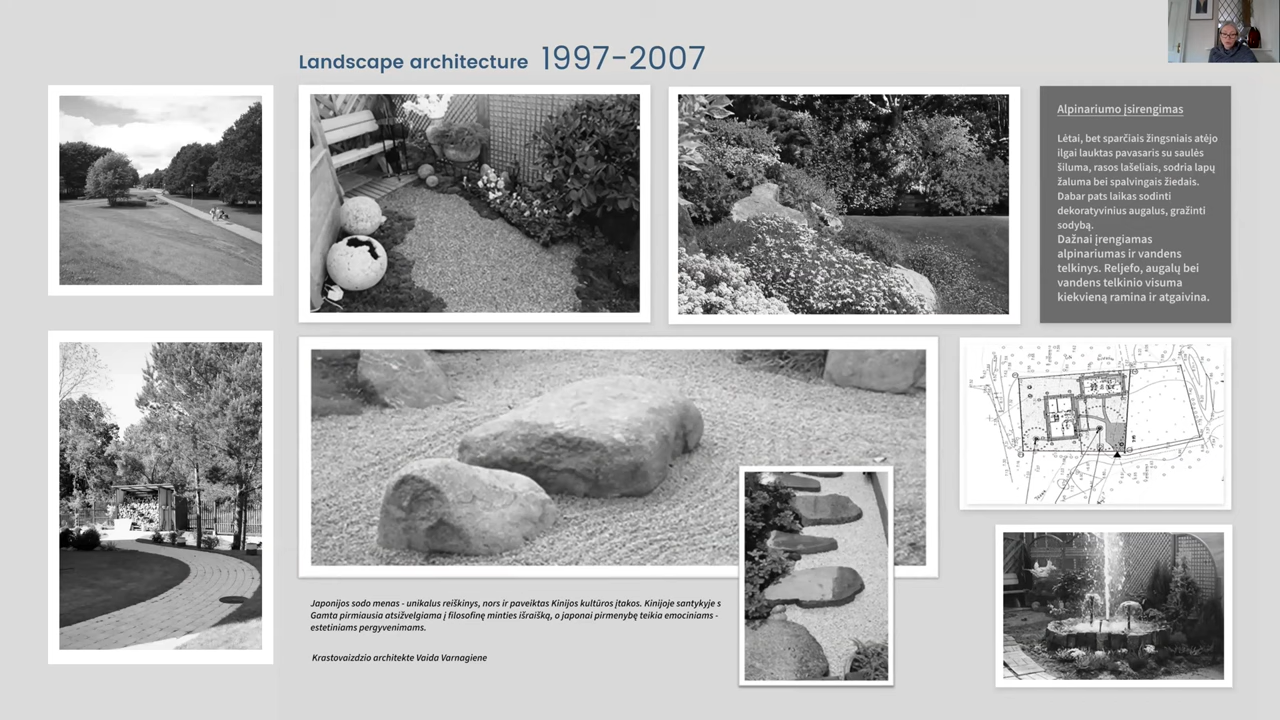 Landscape architecture 1997-2007
Alpinariumo įsirengimas
Lėtai, bet sparčiais žingsniais atėjo
ilgai lauktas pavasaris su saulės
šiluma, rasos lašeliais, sodria lapų
žaluma bei spalvingais žiedais.
Dabar pats laikas sodinti
dekoratyvinius augalus, gražinti
sodybą.
Dažnai įrengiamas
alpinariumas ir vandens
telkinys. Reljefo, augalų bei
vandens telkinio visuma
kiekvieną ramina ir atgaivina.
Japonijos sodo menas - unikalus reiškinys, nors ir paveiktas Kinijos kultūros įtakos. Kinijoje santykyje s
Gamta pirmiausia atsižvelgiama į filosofinę minties išraišką, o japonai pirmenybę teikia emociniams -
estetiniams pergyvenimams.
Krastovaizdzio architekte Vaida Varnagiene